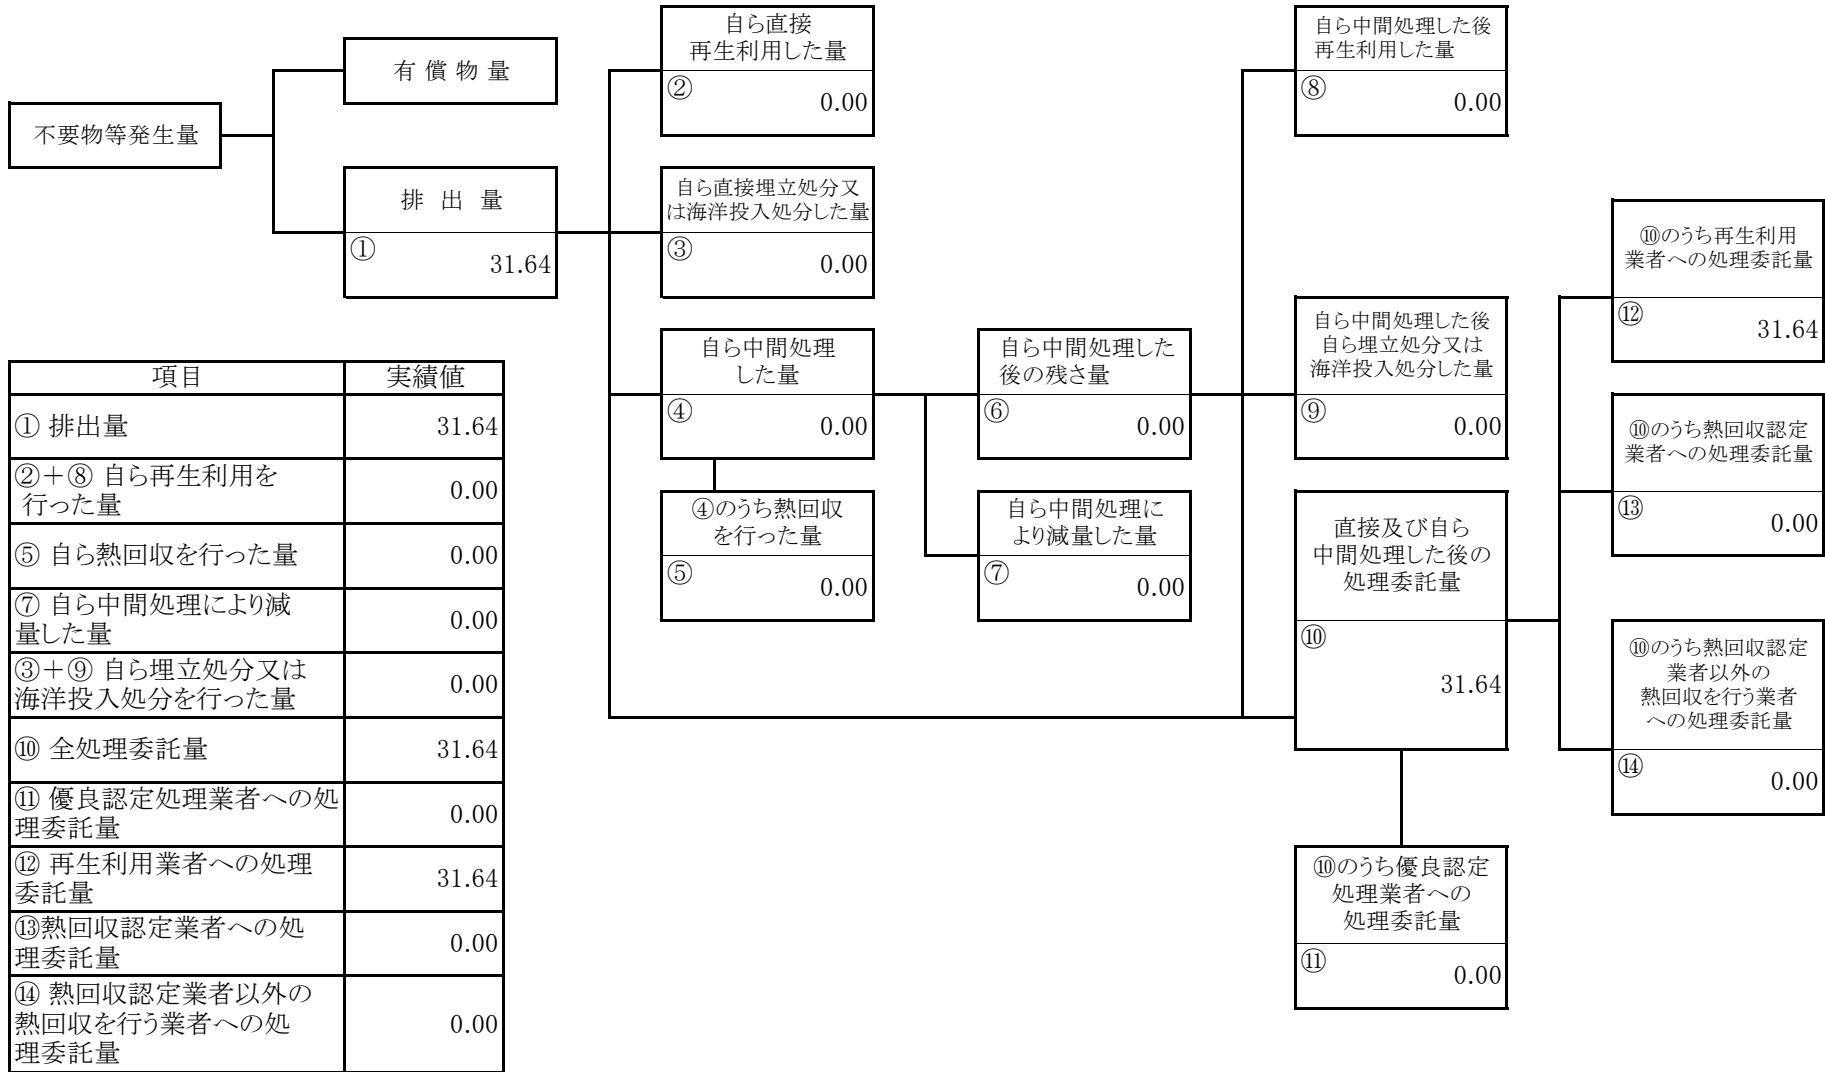 不要物等発生量
有 償 物 量
排 出 量
①
31.64
自ら直接
再生利用した量
②
0.00
自ら直接埋立処分又
は海洋投入処分した量
③
0.00
自ら中間処理
した量
④
0.00
④のうち熱回収
を行った量
⑤
0.00
自ら中間処理した
後の残さ量
⑥
0.00
自ら中間処理に
より減量した量
⑦
0.00
自ら中間処理した後
再生利用した量
⑧
0.00
自ら中間処理した後
自ら埋立処分又は
海洋投入処分した量
⑨
0.00
直接及び自ら
中間処理した後の
処理委託量
⑩
31.64
⑩のうち優良認定
処理業者への
処理委託量
⑪
0.00
⑩のうち再生利用
業者への処理委託量
⑫
31.64
⑩のうち熱回収認定
業者への処理委託量
⑬
0.00
⑩のうち熱回収認定
業者以外の
熱回収を行う業者
への処理委託量
⑭
0.00
項目 実績値
① 排出量 31.64
②+⑧ 自ら再生利用を
行った量 0.00
⑤ 自ら熱回収を行った量 0.00
⑦ 自ら中間処理により減
量した量 0.00
③+⑨ 自ら埋立処分又は
海洋投入処分を行った量 0.00
⑩ 全処理委託量 31.64
⑪ 優良認定処理業者への処
理委託量 0.00
⑫ 再生利用業者への処理
委託量 31.64
⑬熱回収認定業者への処
理委託量 0.00
⑭ 熱回収認定業者以外の
熱回収を行う業者への処
理委託量 0.00